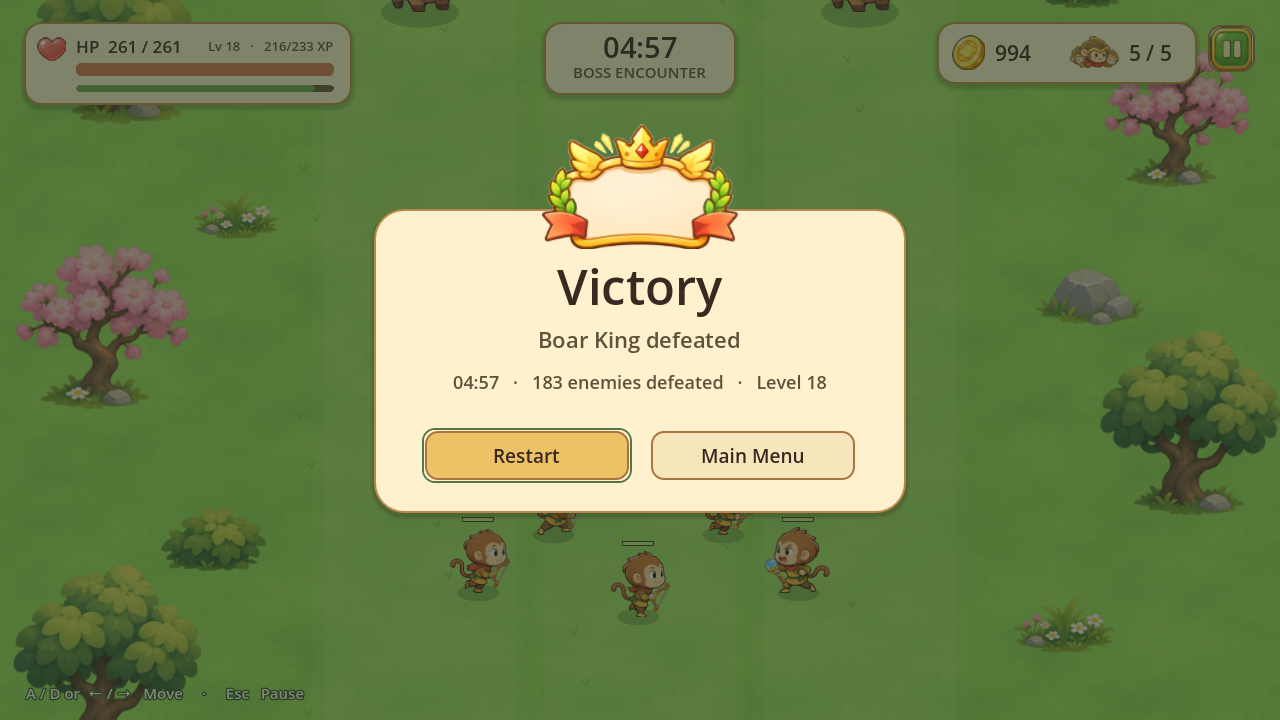 HP 261 / 261 Lv 18 · 216/233 XP
04:57
BOSS ENCOUNTER
994 5 / 5
Victory
Boar King defeated
04:57 · 183 enemies defeated · Level 18
Restart Main Menu
A / D or ← / → Move · Esc Pause